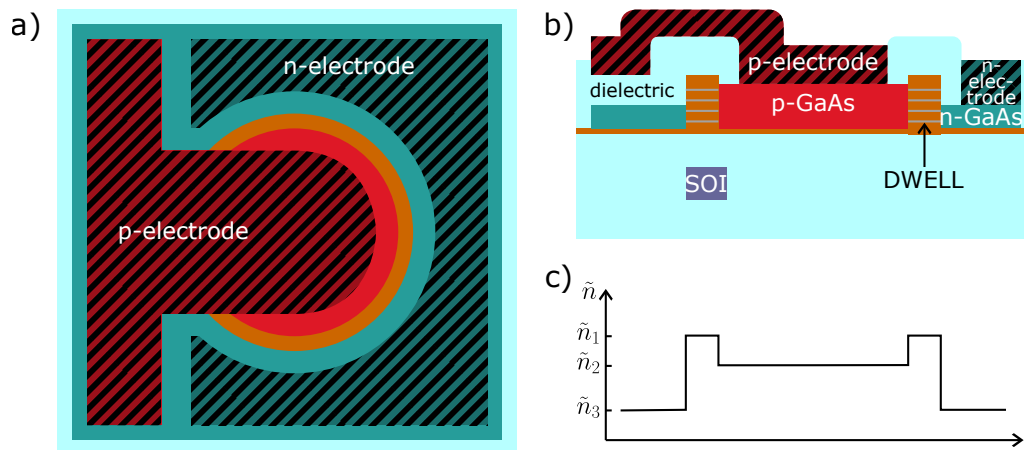 a)
n-electrode
p-electrode
b)
p-electrode
n-
elec-
trode
dielectric
p-GaAs
n-GaAs
SOI
DWELL
c)
ñ
ñ₁
ñ₂
ñ₃